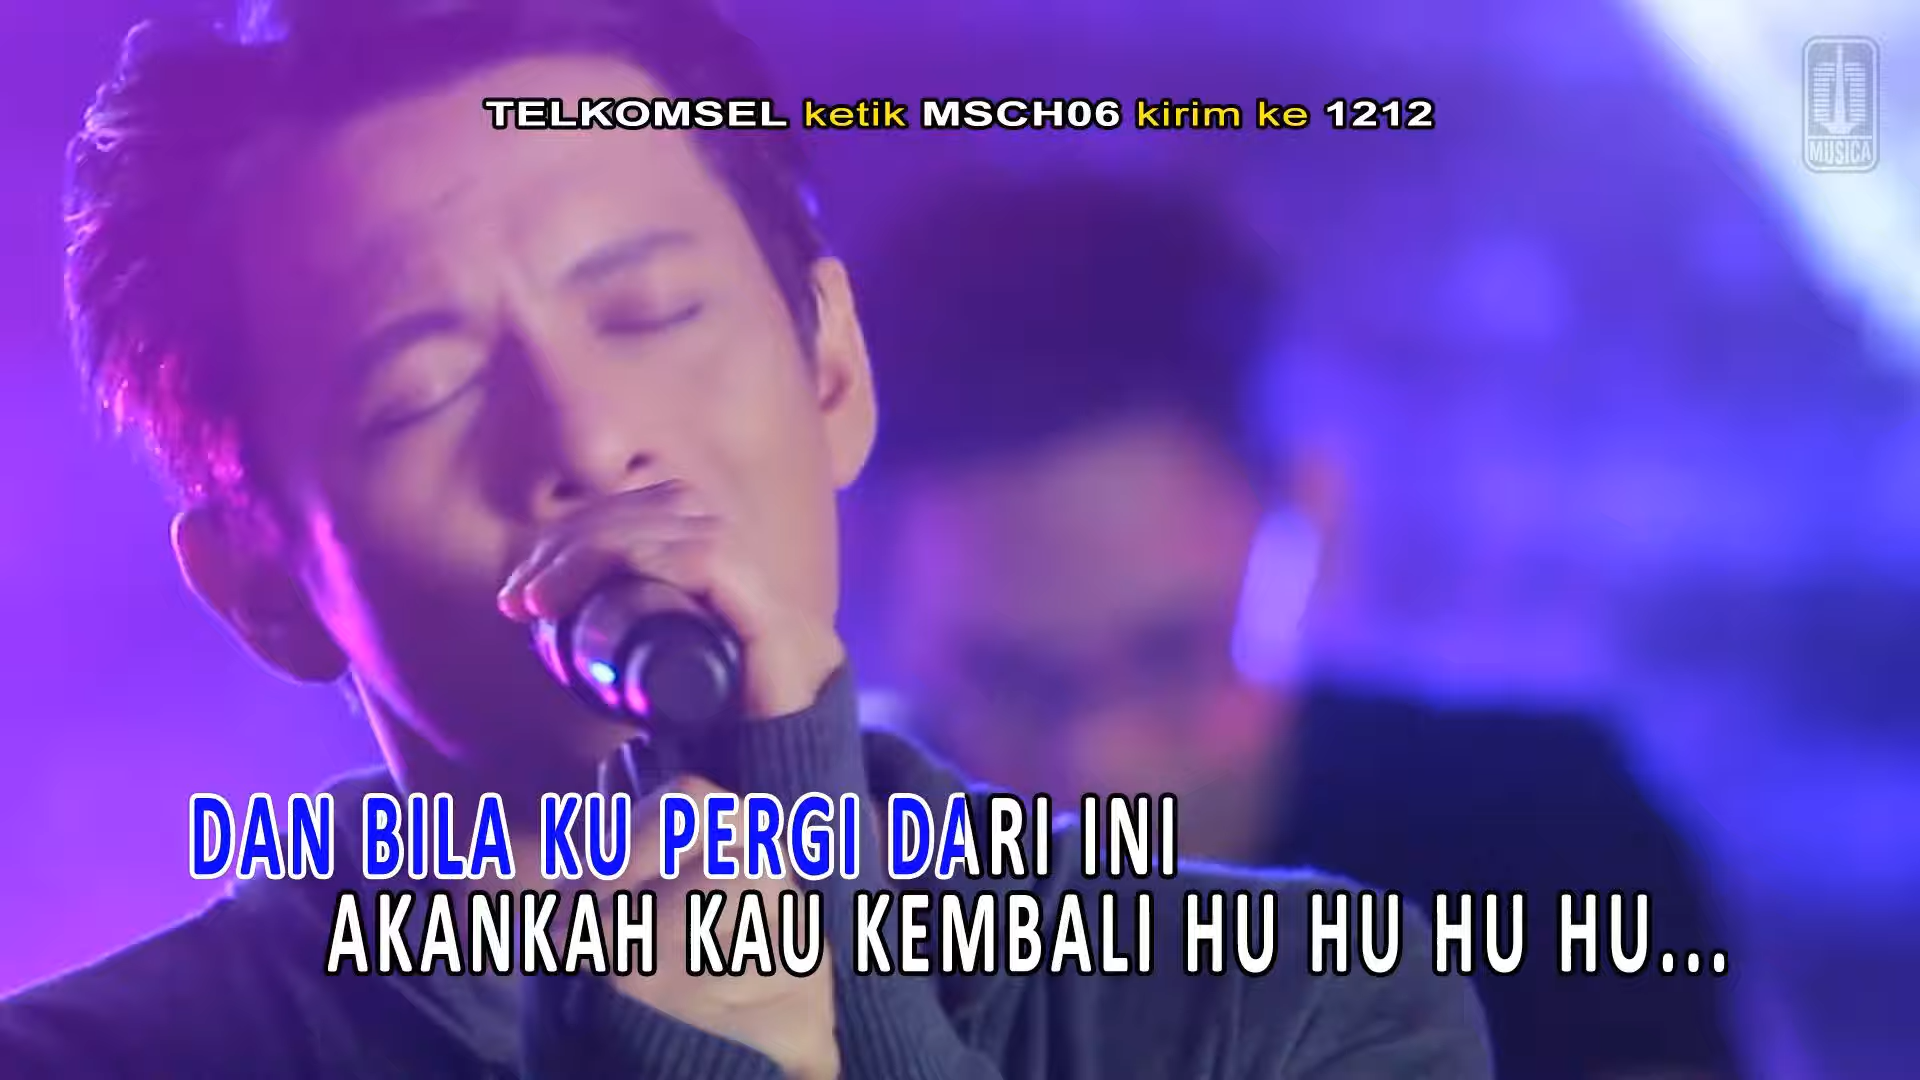 TELKOMSEL ketik MSCH06 kirim ke 1212
MUSICA
DAN BILA KU PERGI DARI INI
AKANKAH KAU KEMBALI HU HU HU HU...